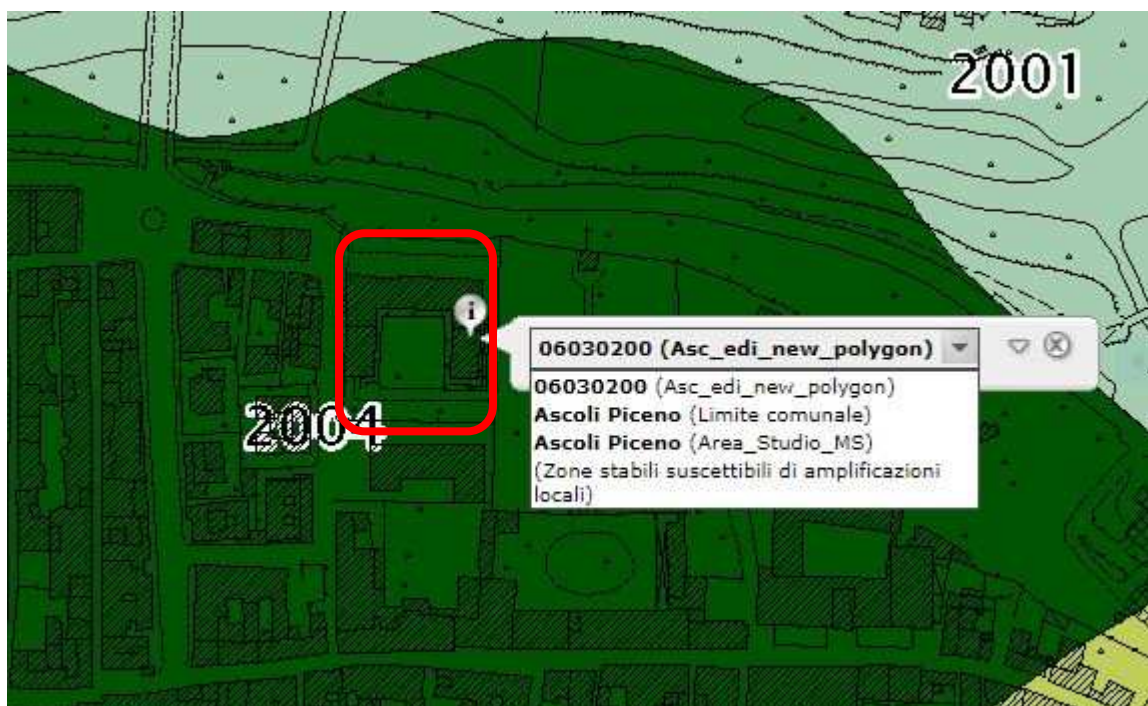 2001
06030200 (Asc_edi_new_polygon)
06030200 (Asc_edi_new_polygon)
Ascoli Piceno (Limite comunale)
Ascoli Piceno (Area_Studio_MS)
(Zone stabili suscettibili di amplificazioni
locali)
i
2004